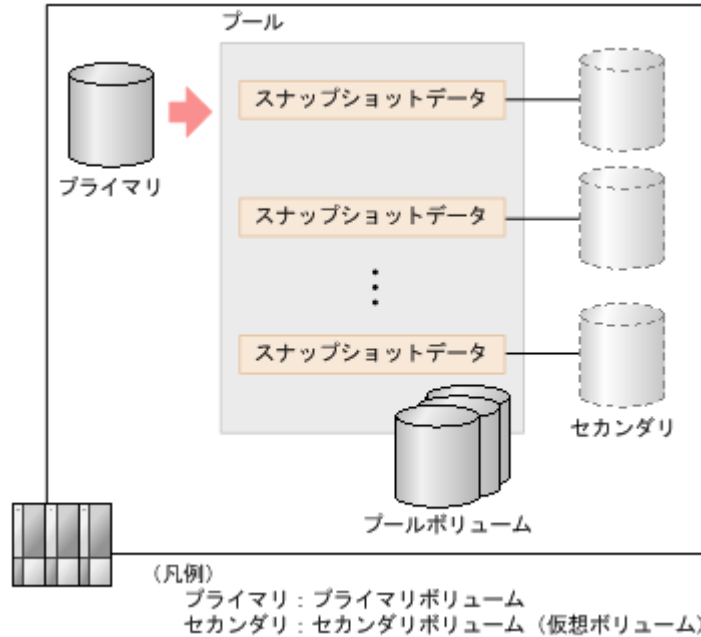 プール
スナップショットデータ
プライマリ
スナップショットデータ
スナップショットデータ
セカンダリ
プールボリューム
（凡例）
プライマリ：プライマリボリューム
セカンダリ：セカンダリボリューム（仮想ボリューム）